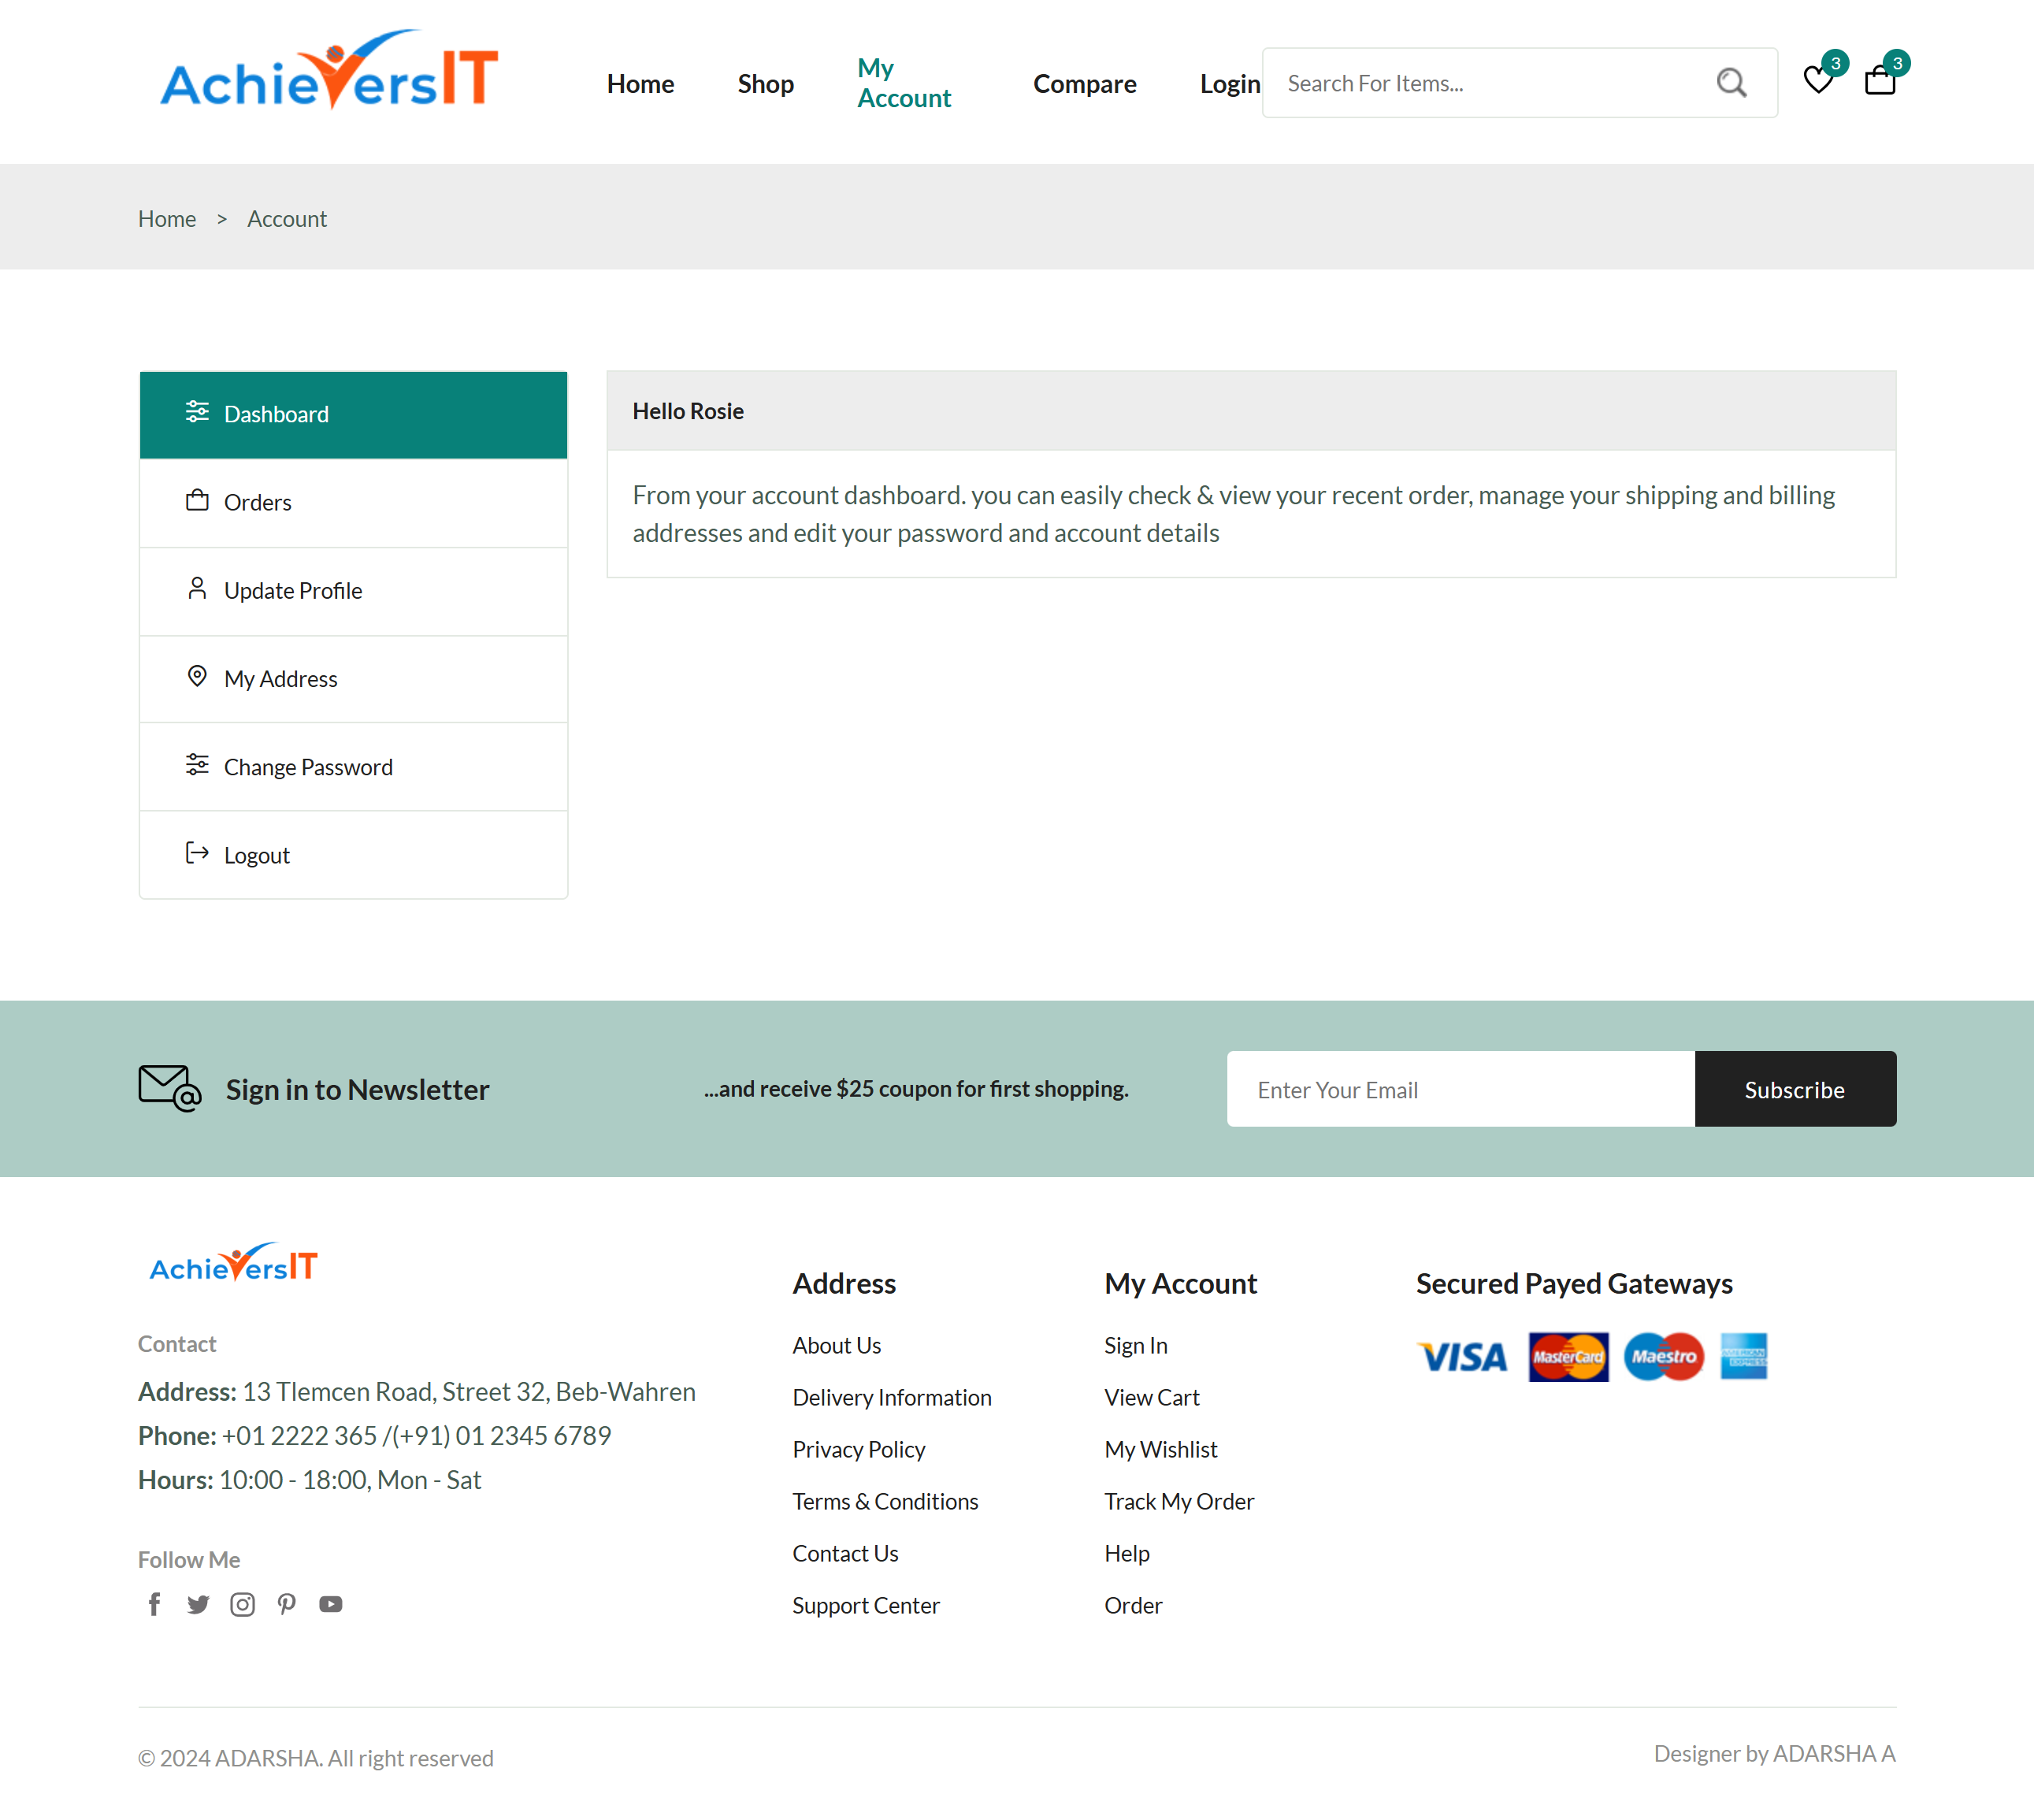 AchieversIT
Home
Shop
My
Account
Compare
Login
Search For Items...
3
3
Home > Account
Dashboard
Orders
Update Profile
My Address
Change Password
Logout
Hello Rosie
From your account dashboard. you can easily check & view your recent order, manage your shipping and billing
addresses and edit your password and account details
Sign in to Newsletter
...and receive $25 coupon for first shopping.
Enter Your Email
Subscribe
AchieversIT
Contact
Address: 13 Tlemcen Road, Street 32, Beb-Wahren
Phone: +01 2222 365 /(+91) 01 2345 6789
Hours: 10:00 - 18:00, Mon - Sat
Follow Me
Address
About Us
Delivery Information
Privacy Policy
Terms & Conditions
Contact Us
Support Center
My Account
Sign In
View Cart
My Wishlist
Track My Order
Help
Order
Secured Payed Gateways
VISA
MasterCard
Maestro
AMERICAN
EXPRESS
© 2024 ADARSHA. All right reserved
Designer by ADARSHA A